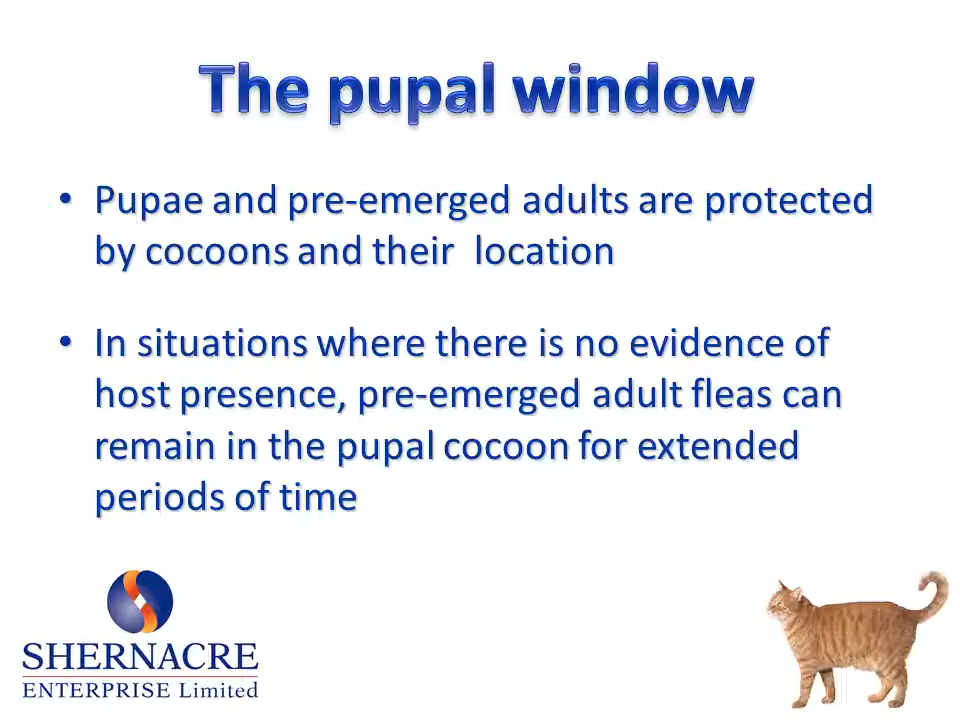 The pupal window
• Pupae and pre-emerged adults are protected
by cocoons and their  location
• In situations where there is no evidence of
host presence, pre-emerged adult fleas can
remain in the pupal cocoon for extended
periods of time
SHERNACRE
ENTERPRISE Limited